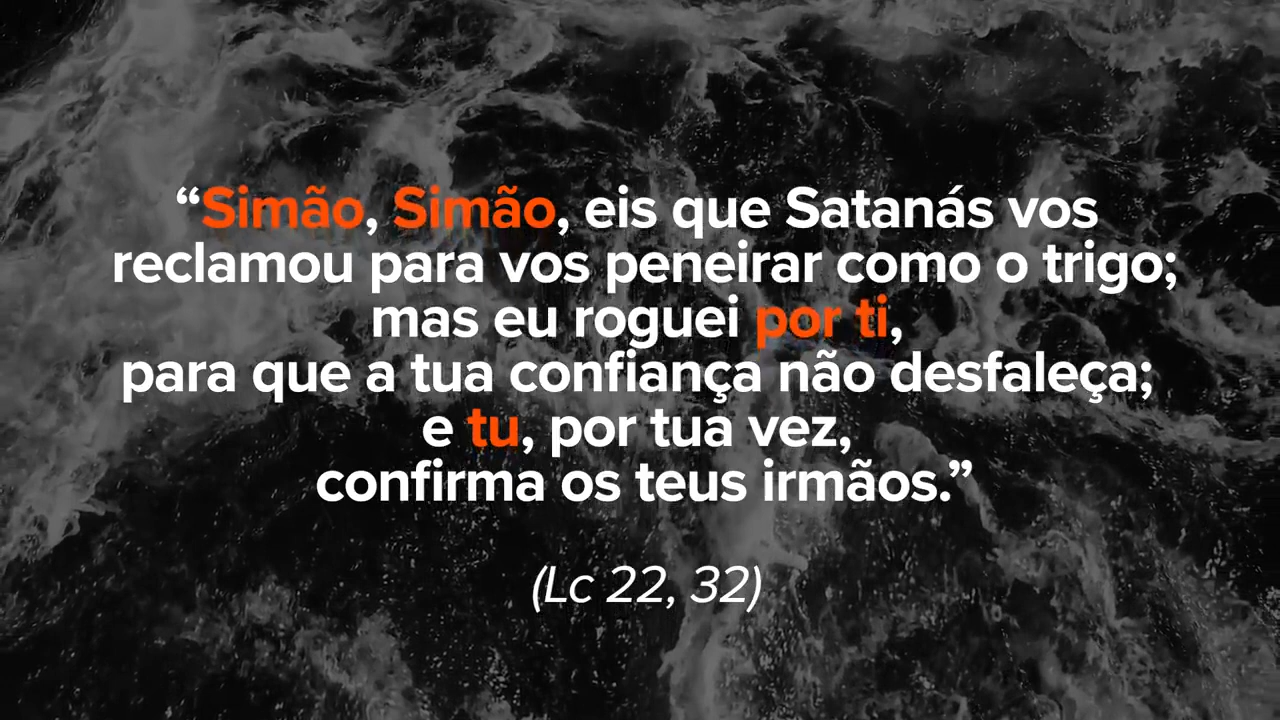 “Simão, Simão, eis que Satanás vos
reclamou para vos peneirar como o trigo;
mas eu roguei por ti,
para que a tua confiança não desfaleça;
e tu, por tua vez,
confirma os teus irmãos.”
(Lc 22, 32)